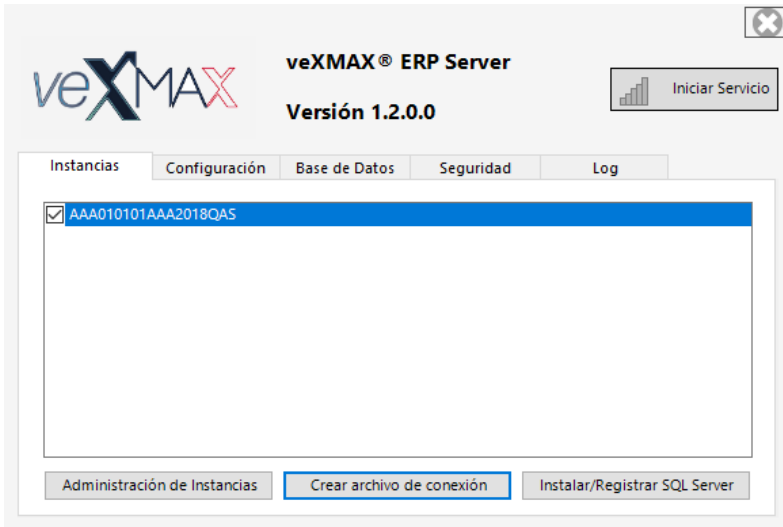 veXMAX
veXMAX® ERP Server
Versión 1.2.0.0
Iniciar Servicio
Instancias Configuración Base de Datos Seguridad Log
AAA010101AAA2018QAS
Administración de Instancias Crear archivo de conexión Instalar/Registrar SQL Server